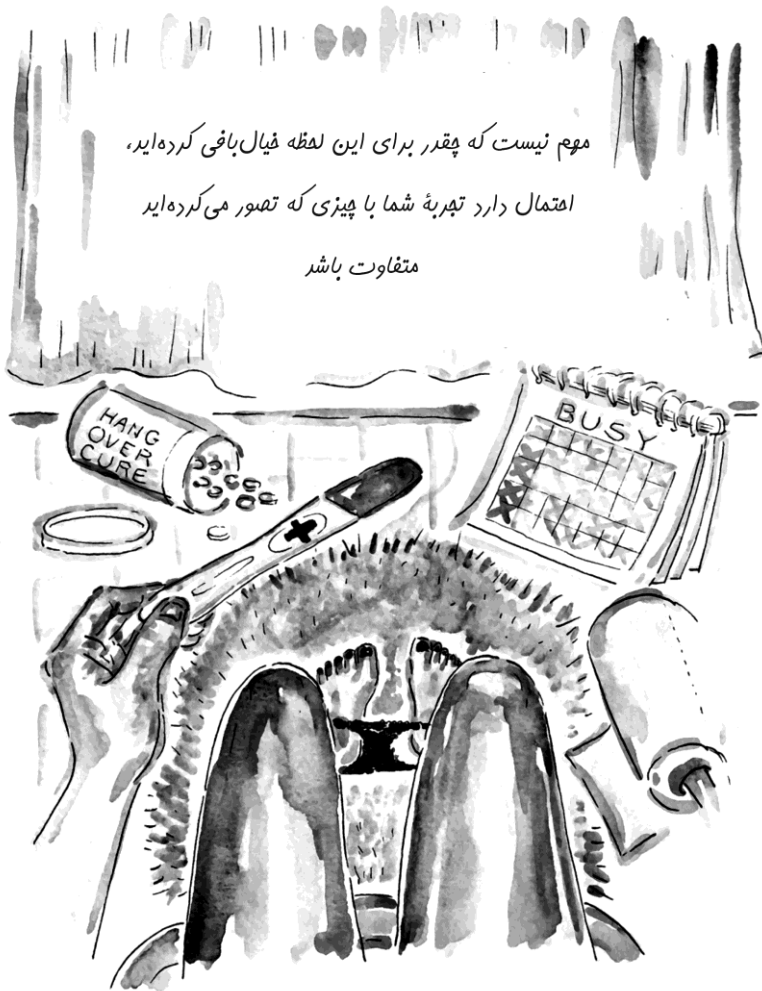 مهم نیست که چقدر برای این لحظه خیال‌بافی کرده‌اید،
احتمال دارد تجربهٔ شما با چیزی که تصور می‌کرده‌اید
متفاوت باشد
HANG
OVER
CURE
BUSY